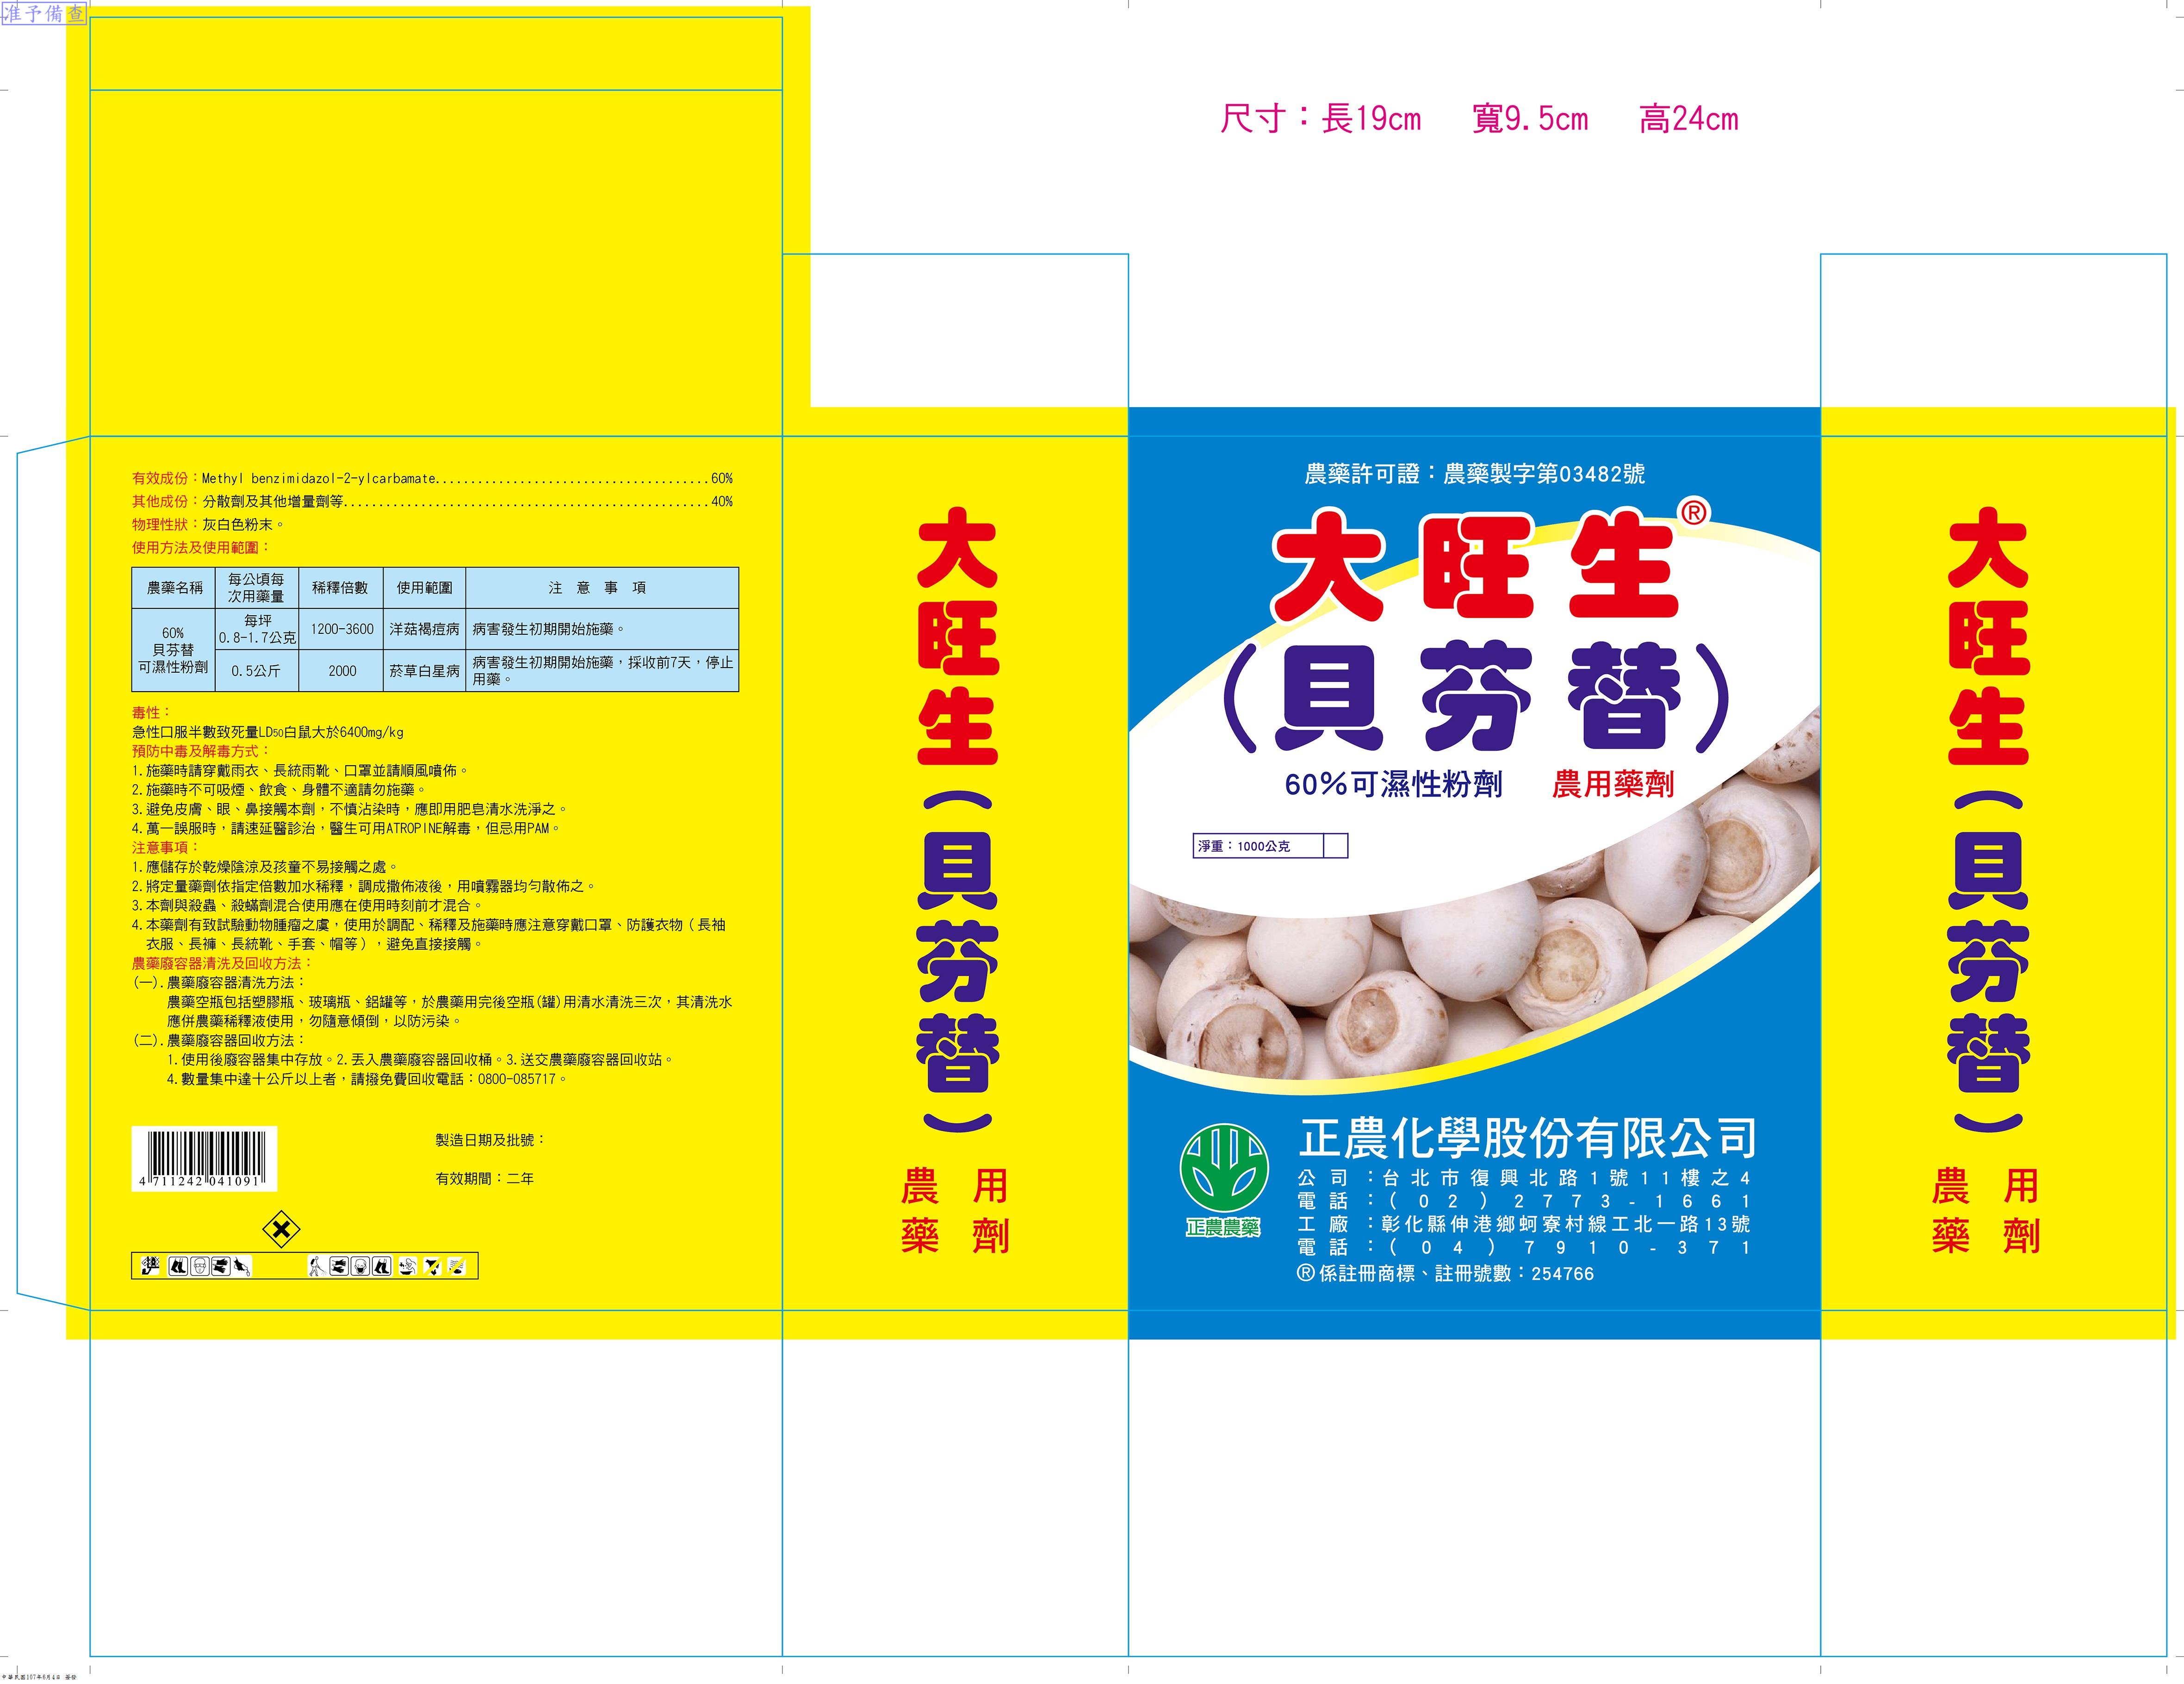 准予備查
尺寸：長19cm 寬9.5cm 高24cm
有效成份：Methyl benzimidazol-2-ylcarbamate.......................................60%
其他成份：分散劑及其他增量劑等....................................................40%
物理性狀：灰白色粉末。
使用方法及使用範圍：
農藥名稱 每公頃每次用藥量 稀釋倍數 使用範圍 注 意 事 項
60% 貝芬替 可濕性粉劑 每坪 0.8-1.7公克 1200-3600 洋菇褐痘病 病害發生初期開始施藥。
0.5公斤 2000 菸草白星病 病害發生初期開始施藥，採收前7天，停止用藥。
毒性：
急性口服半數致死量LD50白鼠大於6400mg/kg
預防中毒及解毒方式：
1.施藥時請穿戴雨衣、長統雨靴、口罩並請順風噴佈。
2.施藥時不可吸煙、飲食、身體不適請勿施藥。
3.避免皮膚、眼、鼻接觸本劑，不慎沾染時，應即用肥皂清水洗淨之。
4.萬一誤服時，請速延醫診治，醫生可用ATROPINE解毒，但忌用PAM。
注意事項：
1.應儲存於乾燥陰涼及孩童不易接觸之處。
2.將定量藥劑依指定倍數加水稀釋，調成撒佈液後，用噴霧器均勻散佈之。
3.本劑與殺蟲、殺蟎劑混合使用應在使用時刻前才混合。
4.本藥劑有致試驗動物腫瘤之虞，使用於調配、稀釋及施藥時應注意穿戴口罩、防護衣物（長袖
衣服、長褲、長統靴、手套、帽等），避免直接接觸。
農藥廢容器清洗及回收方法：
(一).農藥廢容器清洗方法：
農藥空瓶包括塑膠瓶、玻璃瓶、鋁罐等，於農藥用完後空瓶(罐)用清水清洗三次，其清洗水
應併農藥稀釋液使用，勿隨意傾倒，以防污染。
(二).農藥廢容器回收方法：
1.使用後廢容器集中存放。2.丟入農藥廢容器回收桶。3.送交農藥廢容器回收站。
4.數量集中達十公斤以上者，請撥免費回收電話：0800-085717。
4 711242 041091
製造日期及批號：
有效期間：二年
大旺生（貝芬替）
農用
藥劑
農藥許可證：農藥製字第03482號
大旺生®
（貝芬替）
60%可濕性粉劑 農用藥劑
淨重：1000公克
正農農藥
正農化學股份有限公司
公司：台北市復興北路1號11樓之4
電話：(02)2773-1661
工廠：彰化縣伸港鄉蚵寮村線工北一路13號
電話：(04)7910-371
®係註冊商標、註冊號數：254766
大旺生（貝芬替）
農用
藥劑